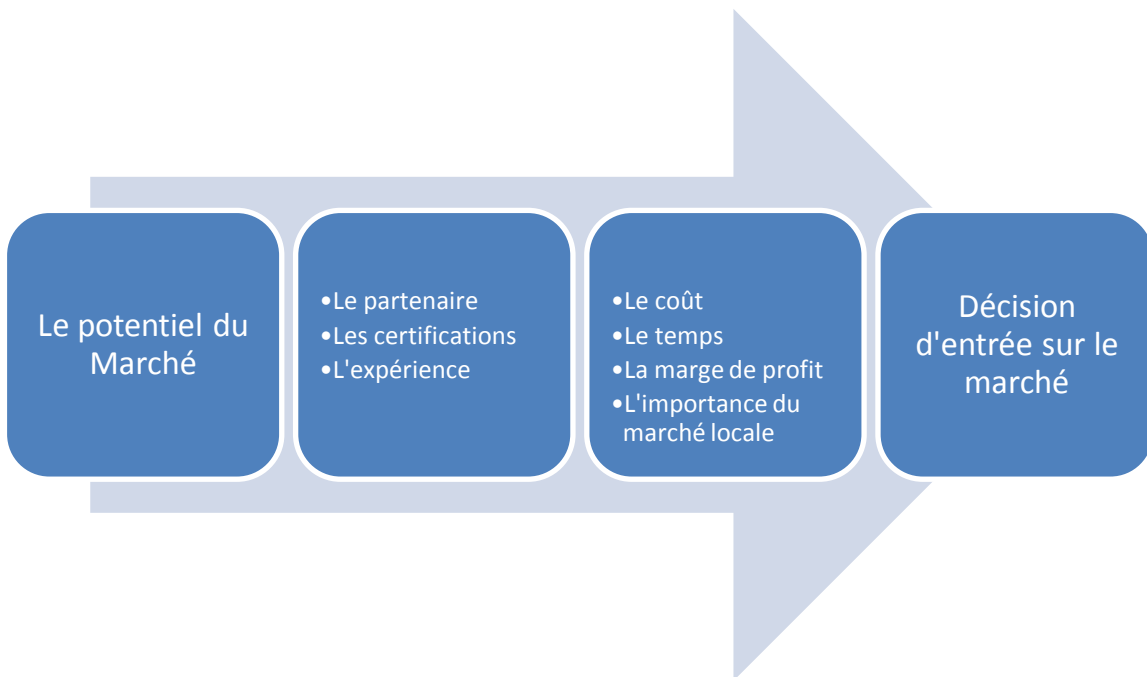 Le potentiel du
Marché
•Le partenaire
•Les certifications
•L'expérience
•Le coût
•Le temps
•La marge de profit
•L'importance du
marché locale
Décision
d'entrée sur le
marché